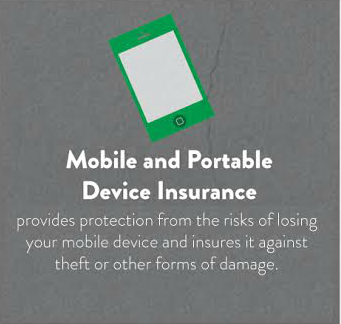 Mobile and Portable
Device Insurance
provides protection from the risks of losing
your mobile device and insures it against
theft or other forms of damage.